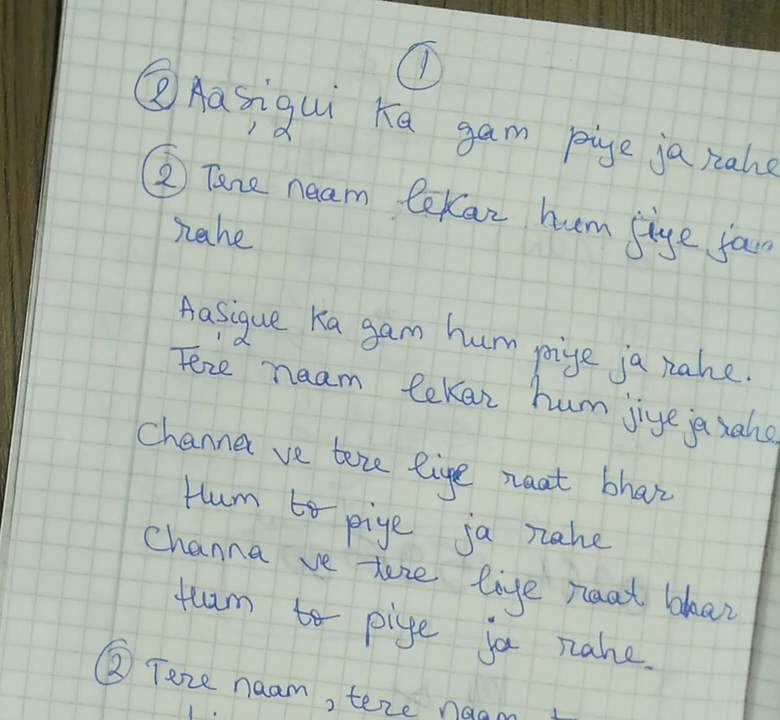 ①
② Aasiqui Ka gam piye ja rahe
② Tere naam lekar hum jiye ja
rahe
Aasique Ka gam hum piye ja rahe.
Tere naam lekar hum jiye ja rahe.
Channa ve tere liye raat bhar
Hum to piye ja rahe
Channa ve tere liye raat bhar
Hum to piye ja rahe.
② Tere naam, tere naam